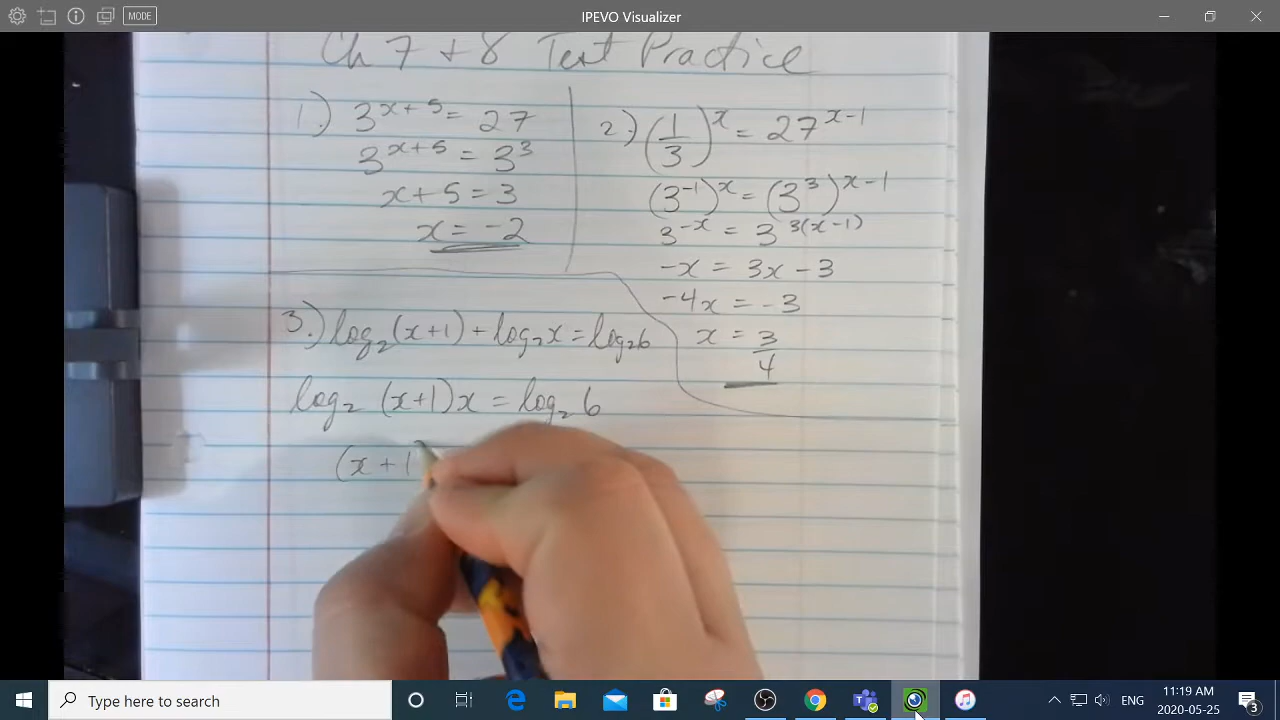 IPEVO Visualizer
MODE
Ch 7 + 8 Test Practice
1.) 3^{x+5} = 27
3^{x+5} = 3^3
x + 5 = 3
x = -2
2.) (1/3)^x = 27^{x-1}
(3^{-1})^x = (3^3)^{x-1}
3^{-x} = 3^{3(x-1)}
-x = 3x - 3
-4x = -3
x = 3/4
3.) log₂(x+1) + log₂x = log₂6
log₂ (x+1)x = log₂ 6
(x + 1
Type here to search
ENG
11:19 AM
2020-05-25
3